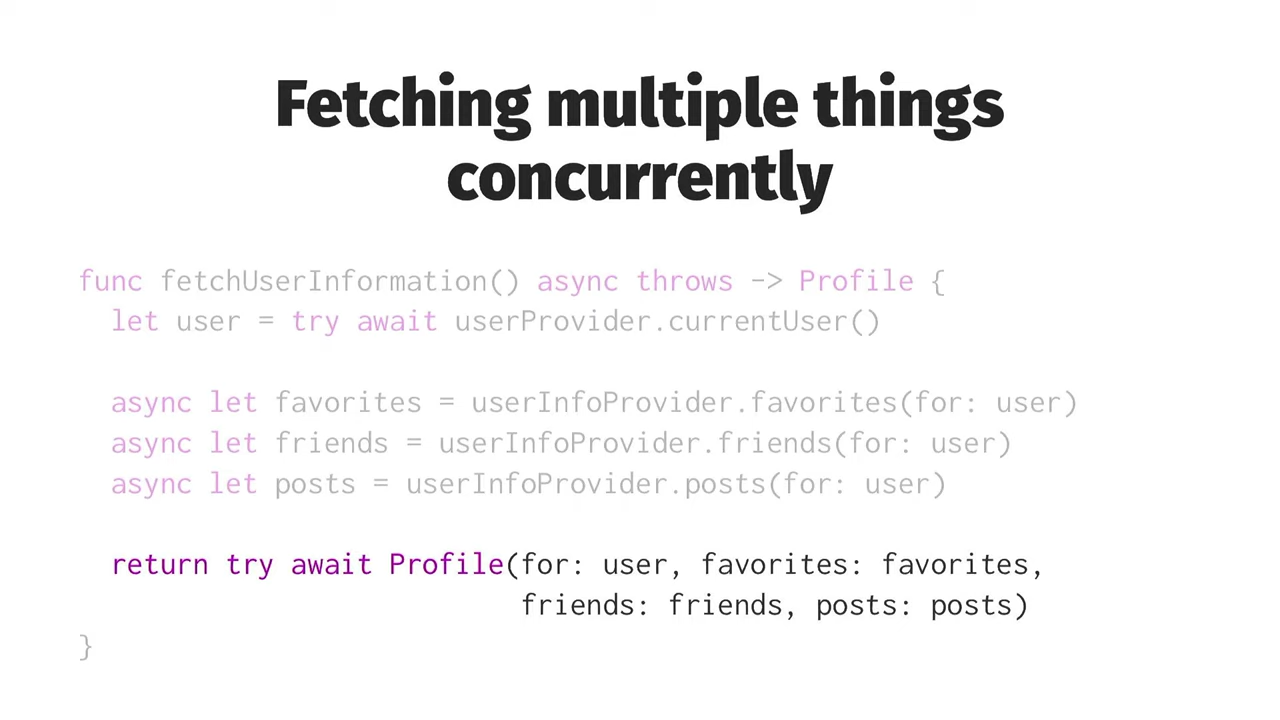 Fetching multiple things
concurrently
func fetchUserInformation() async throws -> Profile {
  let user = try await userProvider.currentUser()
  async let favorites = userInfoProvider.favorites(for: user)
  async let friends = userInfoProvider.friends(for: user)
  async let posts = userInfoProvider.posts(for: user)
  return try await Profile(for: user, favorites: favorites,
                           friends: friends, posts: posts)
}